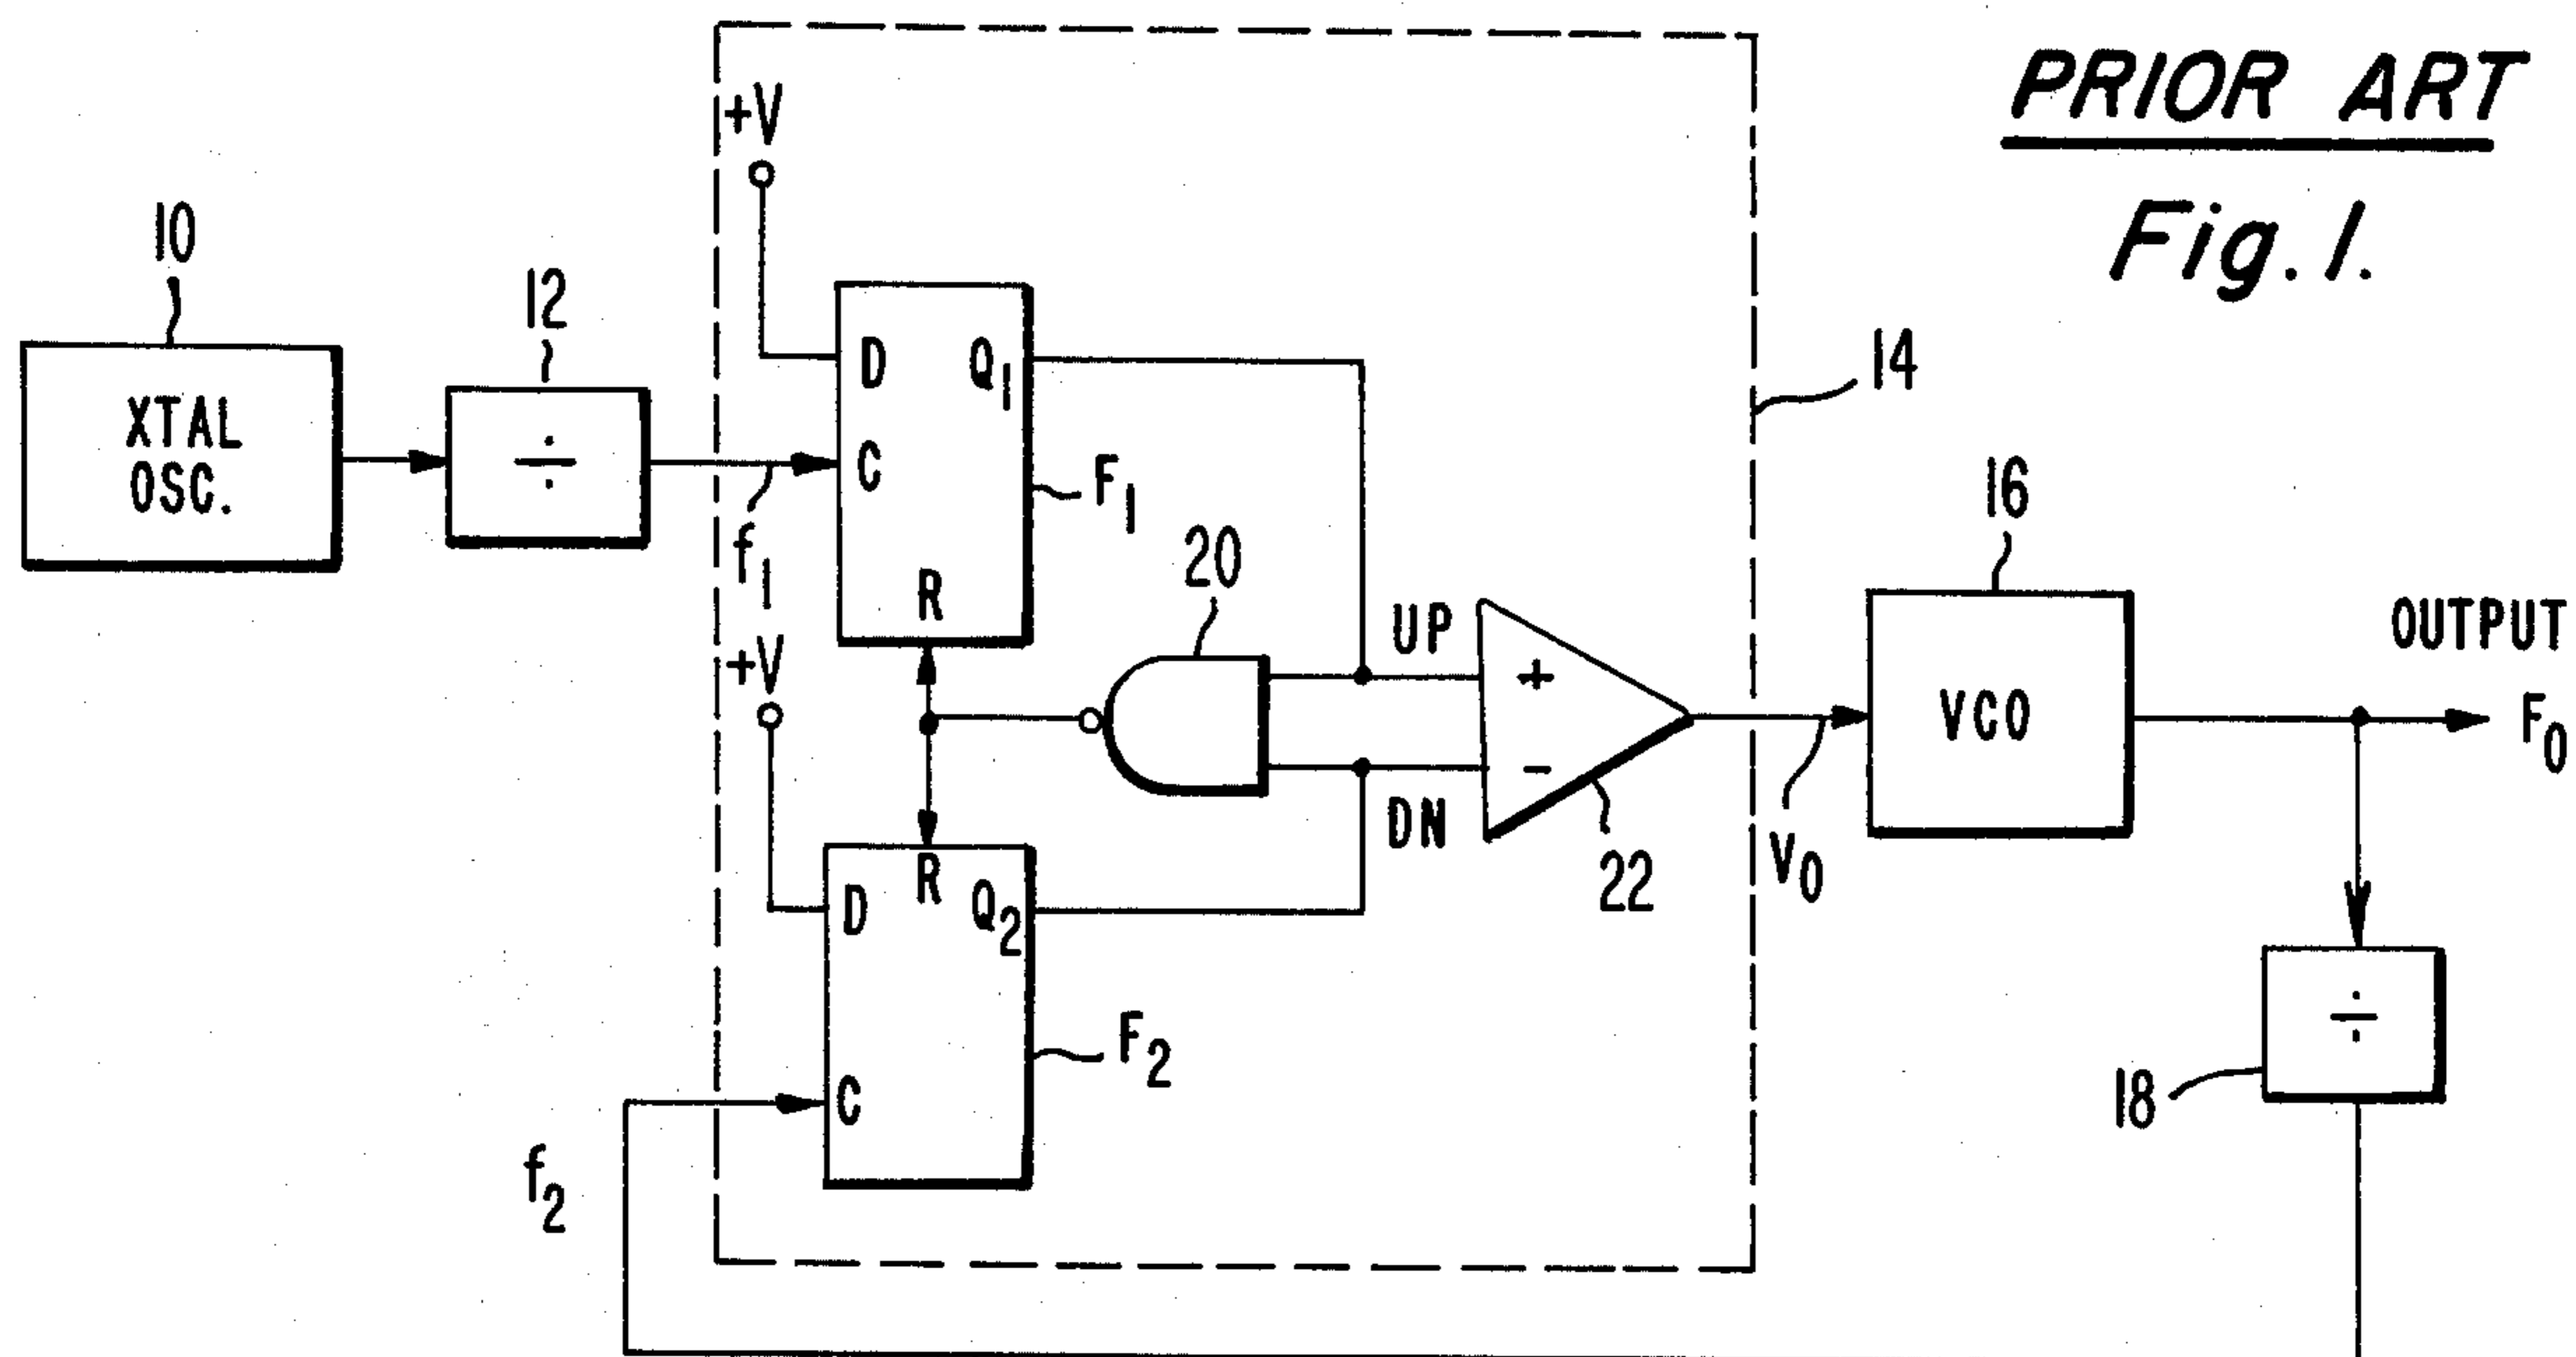 PRIOR ART
Fig. 1.
10
XTAL
OSC.
12
÷
+V
D
Q1
C
R
f1
F1
14
+V
20
UP
+
-
DN
22
V0
16
VCO
OUTPUT
F0
D
R
Q2
C
F2
f2
÷
18